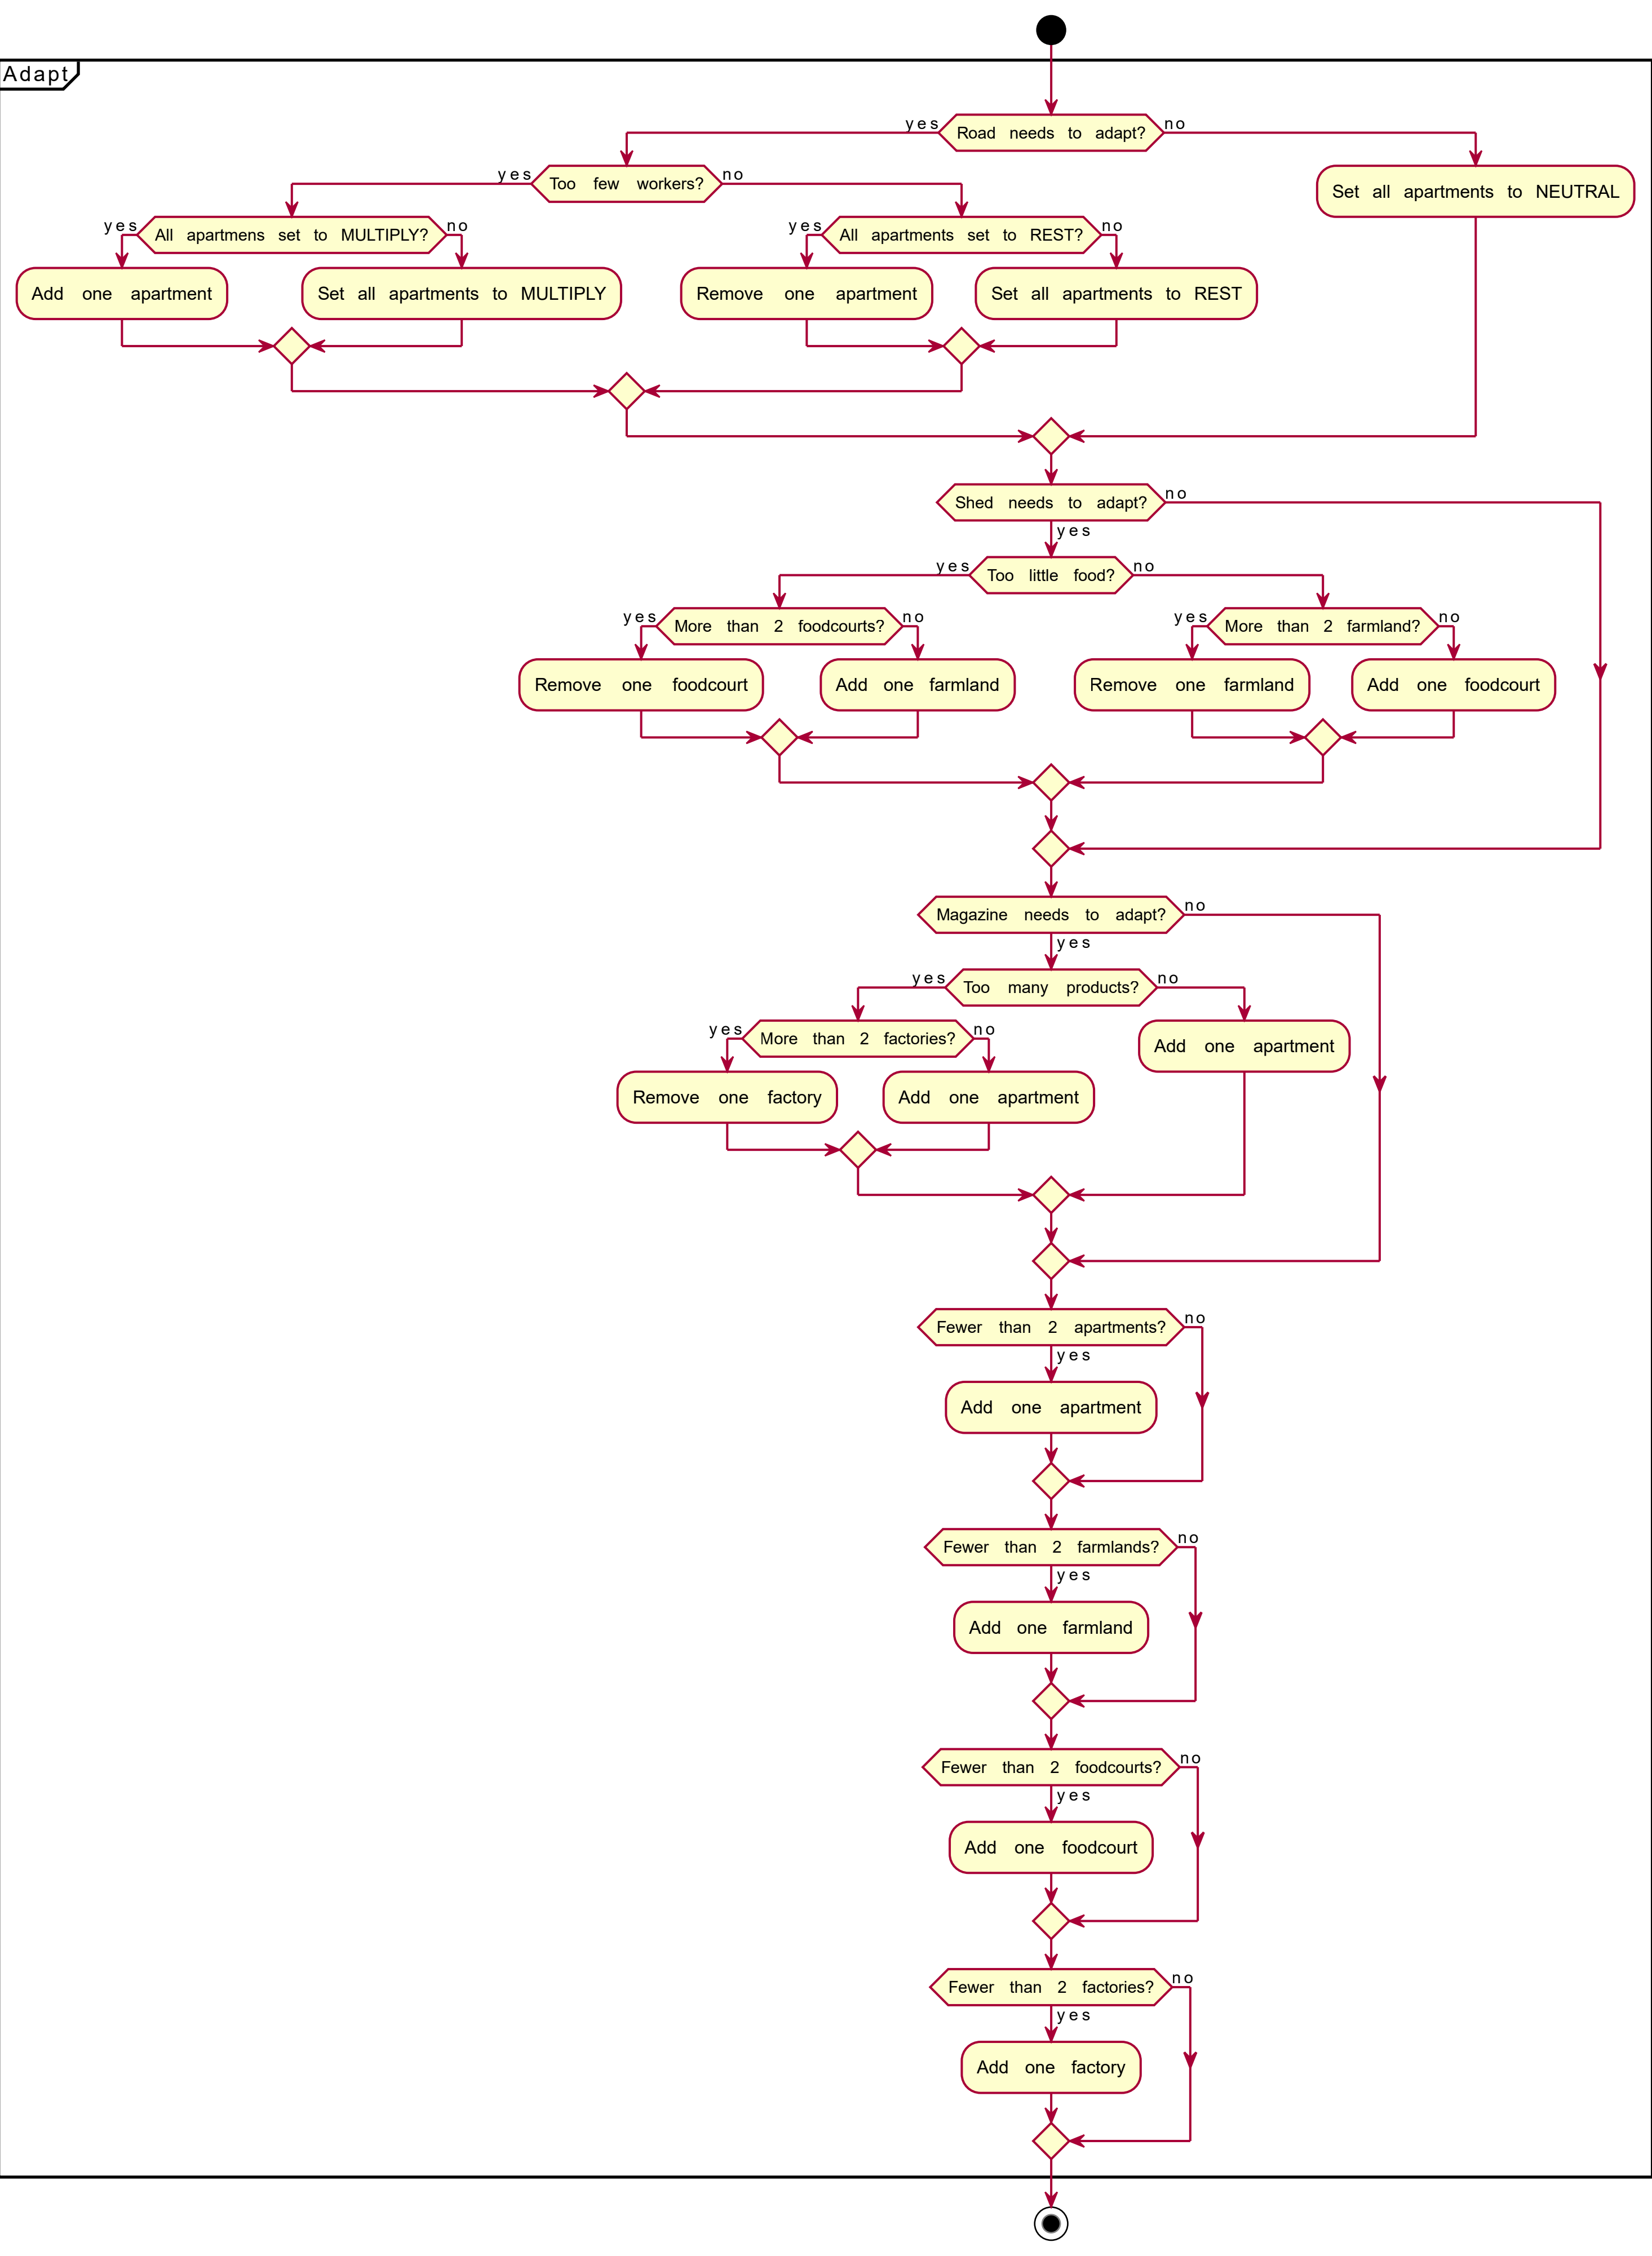 Adapt
Road needs to adapt?
yes
no
Too few workers?
yes
no
Set all apartments to NEUTRAL
All apartmens set to MULTIPLY?
yes
no
All apartments set to REST?
yes
no
Add one apartment
Set all apartments to MULTIPLY
Remove one apartment
Set all apartments to REST
Shed needs to adapt?
no
yes
Too little food?
yes
no
More than 2 foodcourts?
yes
no
More than 2 farmland?
yes
no
Remove one foodcourt
Add one farmland
Remove one farmland
Add one foodcourt
Magazine needs to adapt?
no
yes
Too many products?
yes
no
More than 2 factories?
yes
no
Add one apartment
Remove one factory
Add one apartment
Fewer than 2 apartments?
no
yes
Add one apartment
Fewer than 2 farmlands?
no
yes
Add one farmland
Fewer than 2 foodcourts?
no
yes
Add one foodcourt
Fewer than 2 factories?
no
yes
Add one factory